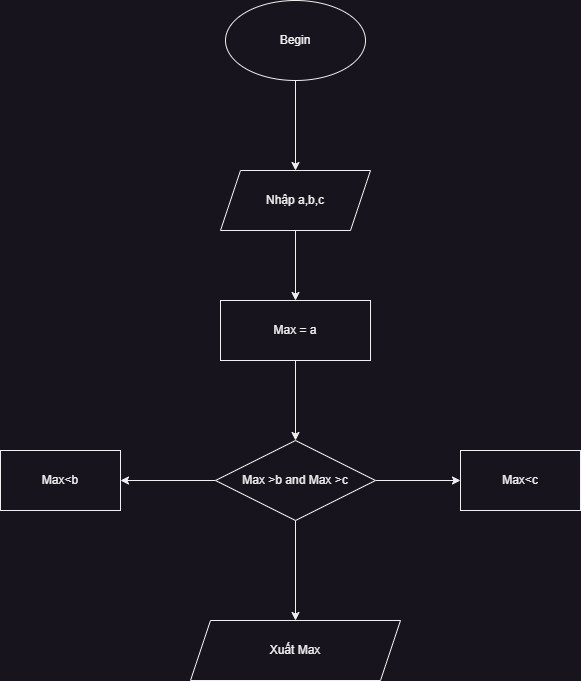 Begin
Nhập a,b,c
Max = a
Max<b
Max >b and Max >c
Max<c
Xuất Max